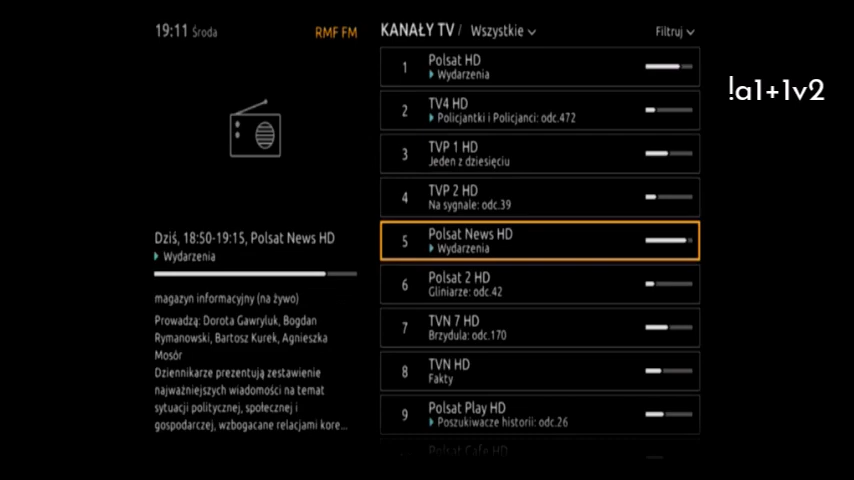 19:11 Środa
RMF FM
Dziś, 18:50-19:15, Polsat News HD
Wydarzenia
magazyn informacyjny (na żywo)
Prowadzą: Dorota Gawryluk, Bogdan
Rymanowski, Bartosz Kurek, Agnieszka
Mosór
Dziennikarze prezentują zestawienie
najważniejszych wiadomości na temat
sytuacji politycznej, społecznej i
gospodarczej, wzbogacane relacjami kore...
KANAŁY TV / Wszystkie
Filtruj
1 Polsat HD
Wydarzenia
2 TV4 HD
Policjantki i Policjanci: odc.472
3 TVP 1 HD
Jeden z dziesięciu
4 TVP 2 HD
Na sygnale: odc.39
5 Polsat News HD
Wydarzenia
6 Polsat 2 HD
Gliniarze: odc.42
7 TVN 7 HD
Brzydula: odc.170
8 TVN HD
Fakty
9 Polsat Play HD
Poszukiwacze historii: odc.26
Polsat Cafe HD
!a1+1v2